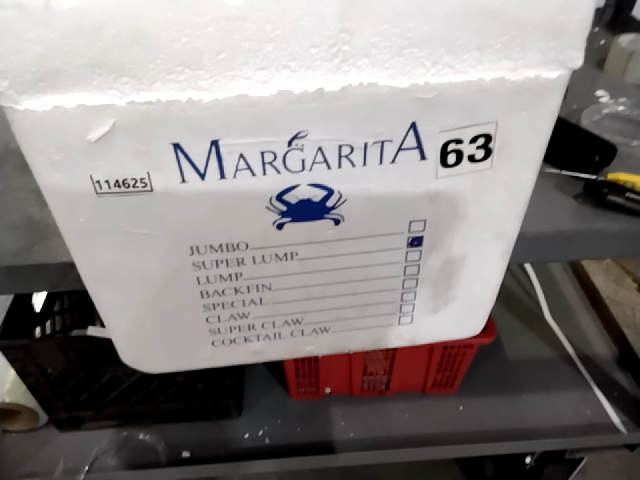 MARGARITA
63
114625
JUMBO
SUPER LUMP
LUMP
BACKFIN
SPECIAL
CLAW
SUPER CLAW
COCKTAIL CLAW